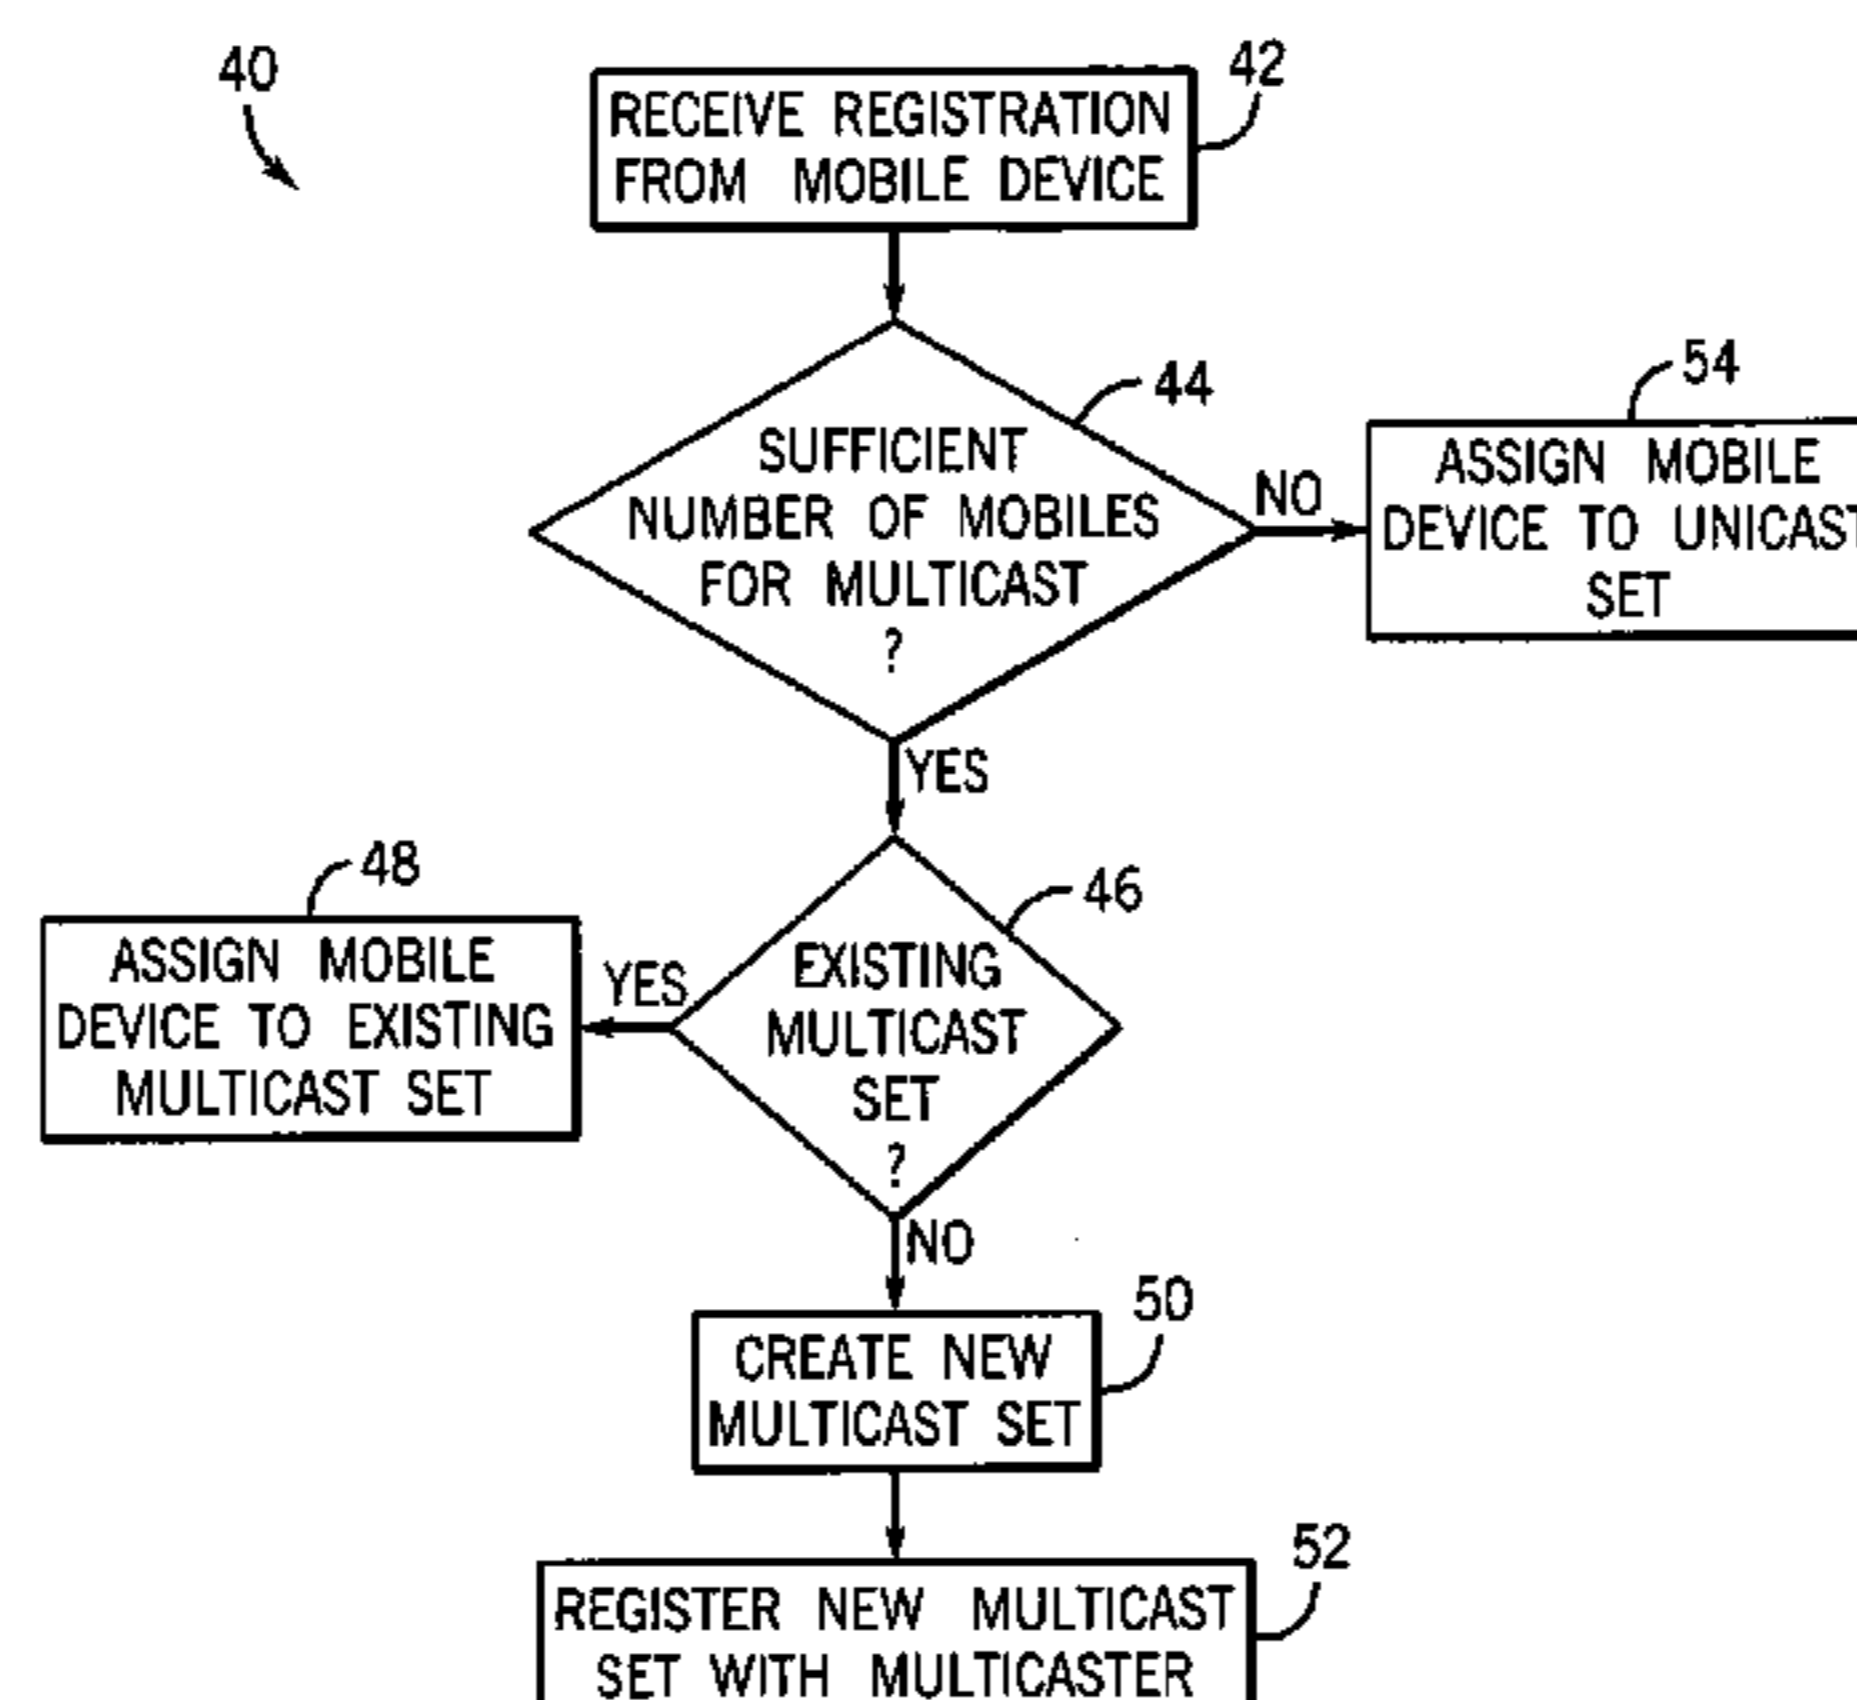 40
42
RECEIVE REGISTRATION
FROM MOBILE DEVICE
44
SUFFICIENT
NUMBER OF MOBILES
FOR MULTICAST
?
NO
54
ASSIGN MOBILE
DEVICE TO UNICAST
SET
YES
46
EXISTING
MULTICAST
SET
?
YES
48
ASSIGN MOBILE
DEVICE TO EXISTING
MULTICAST SET
NO
50
CREATE NEW
MULTICAST SET
52
REGISTER NEW MULTICAST
SET WITH MULTICASTER